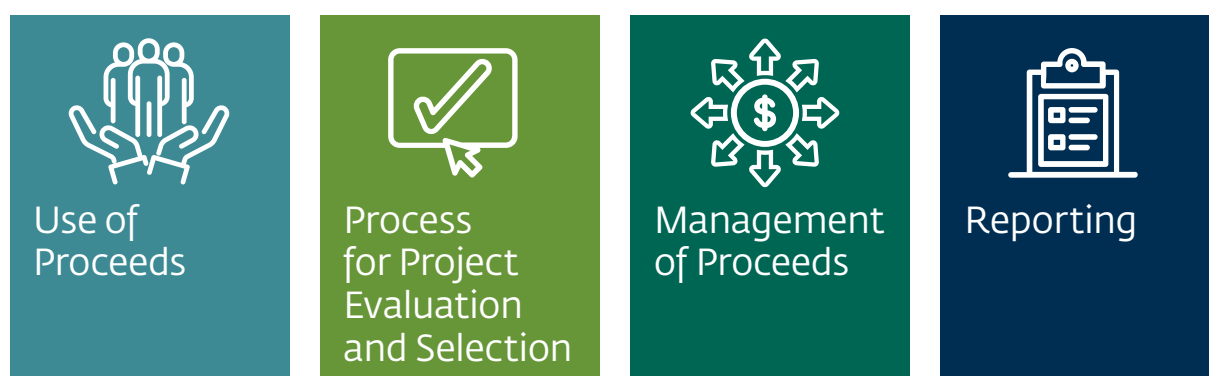 Use of
Proceeds
Process
for Project
Evaluation
and Selection
$
Management
of Proceeds
Reporting